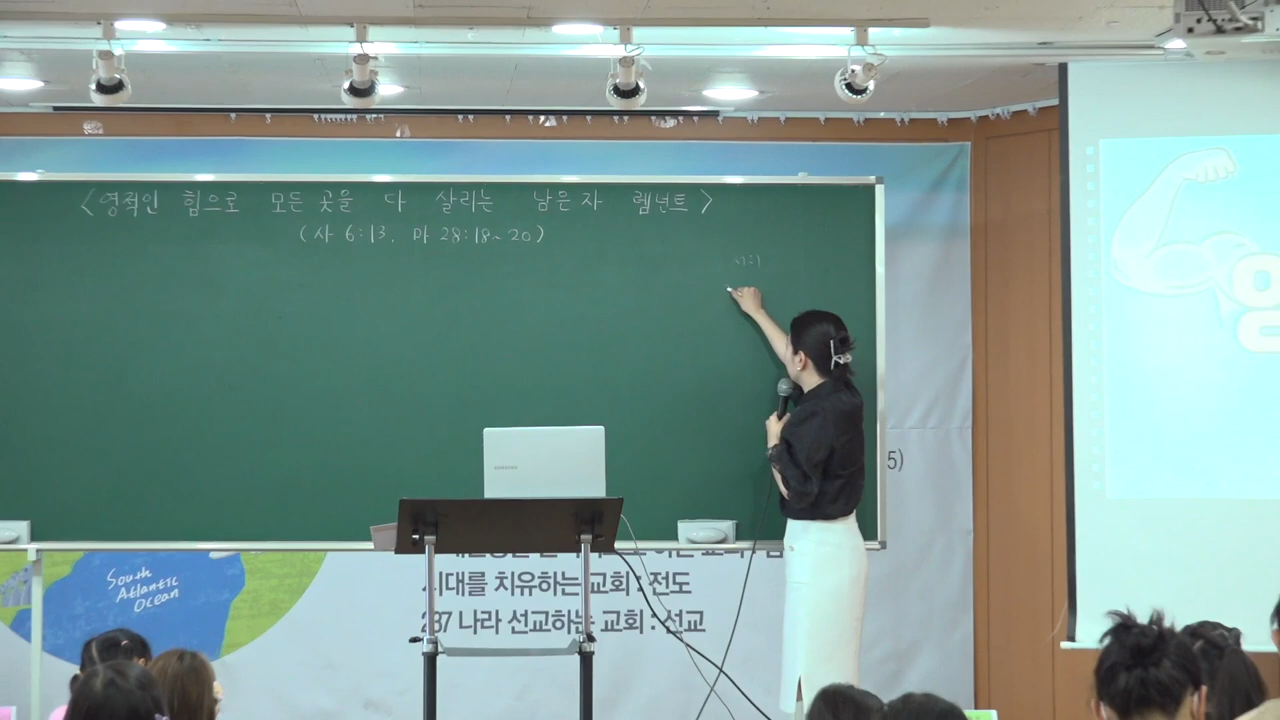 <영적인 힘으로 모든 곳을 다 살리는 남은 자 렘넌트>
(사 6:13, 마 28:18~20)
5)
SAMSUNG
South
Atlantic
Ocean
시대를 치유하는 교회 : 전도
237 나라 선교하는 교회 : 선교